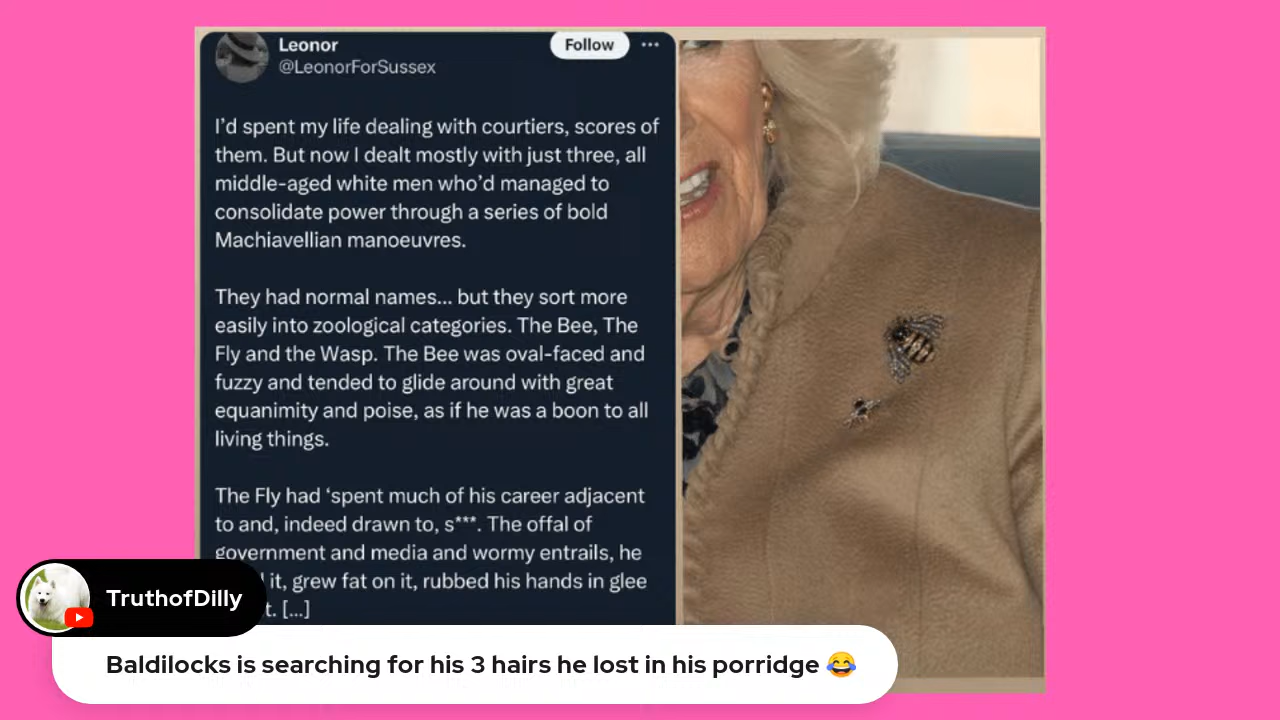 Leonor
Follow
@LeonorForSussex
I'd spent my life dealing with courtiers, scores of
them. But now I dealt mostly with just three, all
middle-aged white men who'd managed to
consolidate power through a series of bold
Machiavellian manoeuvres.
They had normal names... but they sort more
easily into zoological categories. The Bee, The
Fly and the Wasp. The Bee was oval-faced and
fuzzy and tended to glide around with great
equanimity and poise, as if he was a boon to all
living things.
The Fly had ‘spent much of his career adjacent
to and, indeed drawn to, s***. The offal of
government and media and wormy entrails, he
it, grew fat on it, rubbed his hands in glee
[...]
TruthofDilly
Baldilocks is searching for his 3 hairs he lost in his porridge 😂